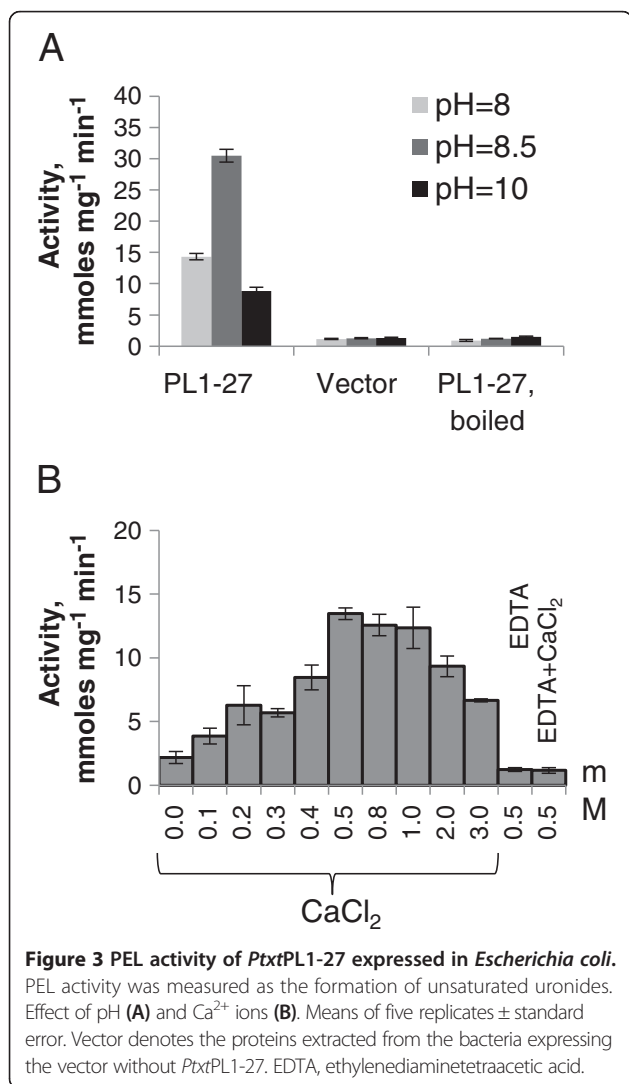 A
Activity,
mmoles mg⁻¹ min⁻¹
40
35
30
25
20
15
10
5
0
pH=8
pH=8.5
pH=10
PL1-27
Vector
PL1-27,
boiled
B
Activity,
mmoles mg⁻¹ min⁻¹
20
15
10
5
0
EDTA
EDTA+CaCl₂
m
M
0.0
0.1
0.2
0.3
0.4
0.5
0.8
1.0
2.0
3.0
0.5
0.5
CaCl₂
Figure 3 PEL activity of PtxtPL1-27 expressed in Escherichia coli.
PEL activity was measured as the formation of unsaturated uronides.
Effect of pH (A) and Ca²⁺ ions (B). Means of five replicates ± standard
error. Vector denotes the proteins extracted from the bacteria expressing
the vector without PtxtPL1-27. EDTA, ethylenediaminetetraacetic acid.